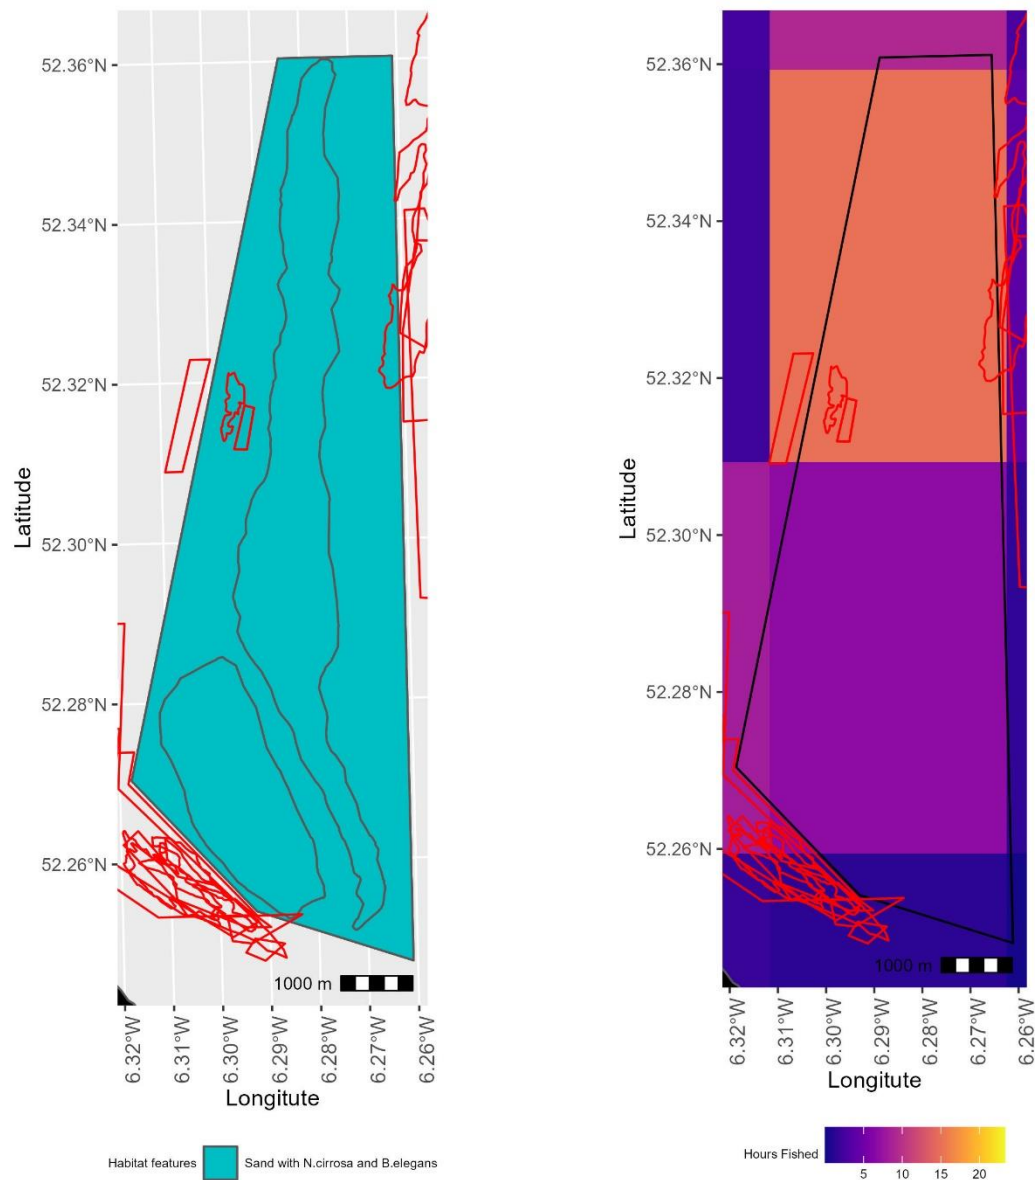 52.36°N
52.34°N
52.32°N
52.30°N
52.28°N
52.26°N
Latitude
1000 m
6.32°W
6.31°W
6.30°W
6.29°W
6.28°W
6.27°W
6.26°W
Longitute
Habitat features
Sand with N.cirrosa and B.elegans
52.36°N
52.34°N
52.32°N
52.30°N
52.28°N
52.26°N
Latitude
1000 m
6.32°W
6.31°W
6.30°W
6.29°W
6.28°W
6.27°W
6.26°W
Longitute
Hours Fished
5 10 15 20